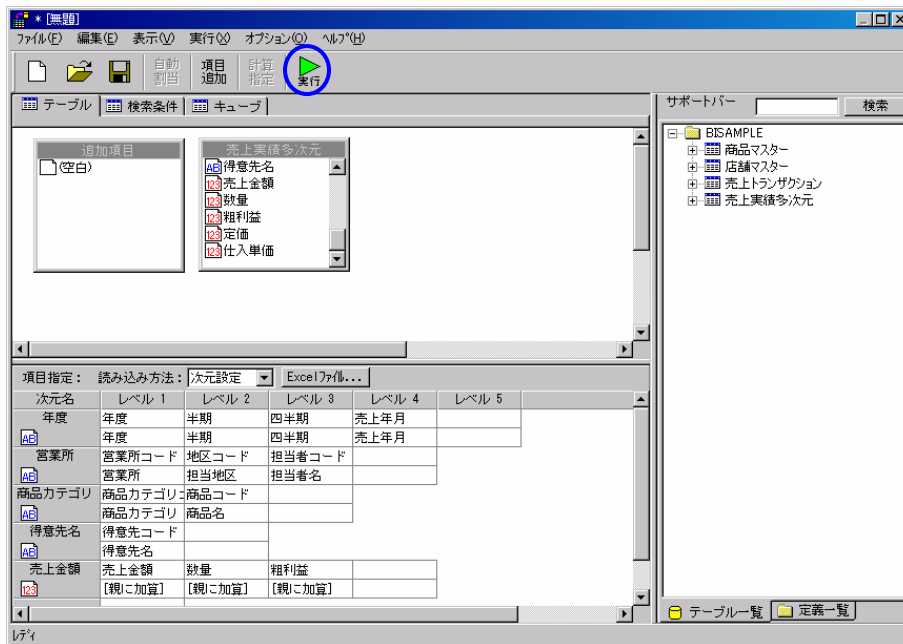 * [無題]
ファイル(F) 編集(E) 表示(V) 実行(X) オプション(O) ヘルプ(H)
自動割当 項目追加 計算指定 実行
テーブル 検索条件 キューブ
サポートバー 検索
追加項目
(空白)
売上実績多次元
AB 得意先名
123 売上金額
123 数量
123 粗利益
123 定価
123 仕入単価
BISAMPLE
商品マスター
店舗マスター
売上トランザクション
売上実績多次元
項目指定： 読み込み方法： 次元設定 Excelファイル...
次元名 レベル 1 レベル 2 レベル 3 レベル 4 レベル 5
年度 年度 半期 四半期 売上年月
AB 年度 半期 四半期 売上年月
営業所 営業所コード 地区コード 担当者コード
AB 営業所 担当地区 担当者名
商品カテゴリ 商品カテゴリコ 商品コード
AB 商品カテゴリ 商品名
得意先名 得意先コード
AB 得意先名
売上金額 売上金額 数量 粗利益
123 [親に加算] [親に加算] [親に加算]
テーブル一覧 定義一覧
レディ